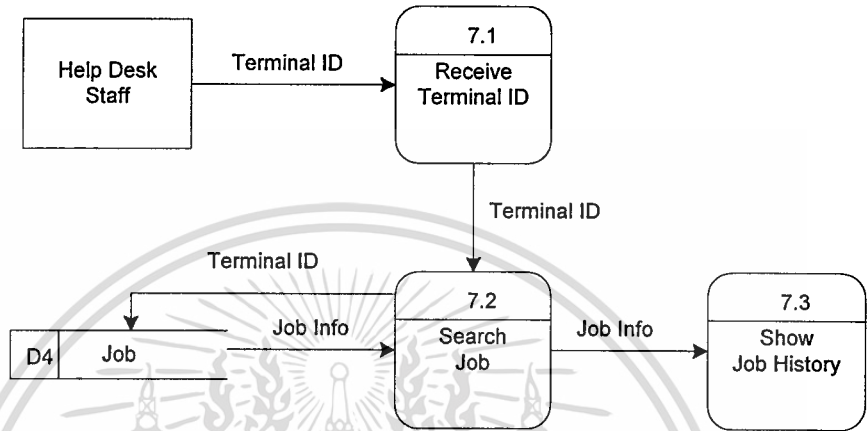 7.1
Help Desk
Staff
Terminal ID
Receive
Terminal ID
Terminal ID
Terminal ID
7.2
7.3
D4
Job
Job Info
Search
Job
Job Info
Show
Job History